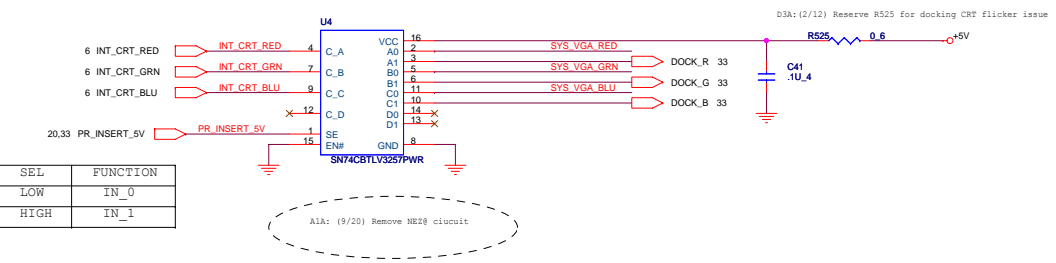 D3A:(2/12) Reserve R525 for docking CRT flicker issue
U4
R525 0_6 +5V
6 INT_CRT_RED INT_CRT_RED 4 C_A VCC 16
A0 2 SYS_VGA_RED
A1 3 DOCK_R 33
6 INT_CRT_GRN INT_CRT_GRN 7 C_B B0 5 SYS_VGA_GRN
B1 6 DOCK_G 33
6 INT_CRT_BLU INT_CRT_BLU 9 C_C C0 11 SYS_VGA_BLU
C1 10 DOCK_B 33
C41
.1U_4
12 C_D D0 14
D1 13
20,33 PR_INSERT_5V PR_INSERT_5V 1 SE
15 EN# GND 8
SN74CBTLV3257PWR
SEL FUNCTION
LOW IN_0
HIGH IN_1
A1A: (9/20) Remove NEZ@ ciucuit